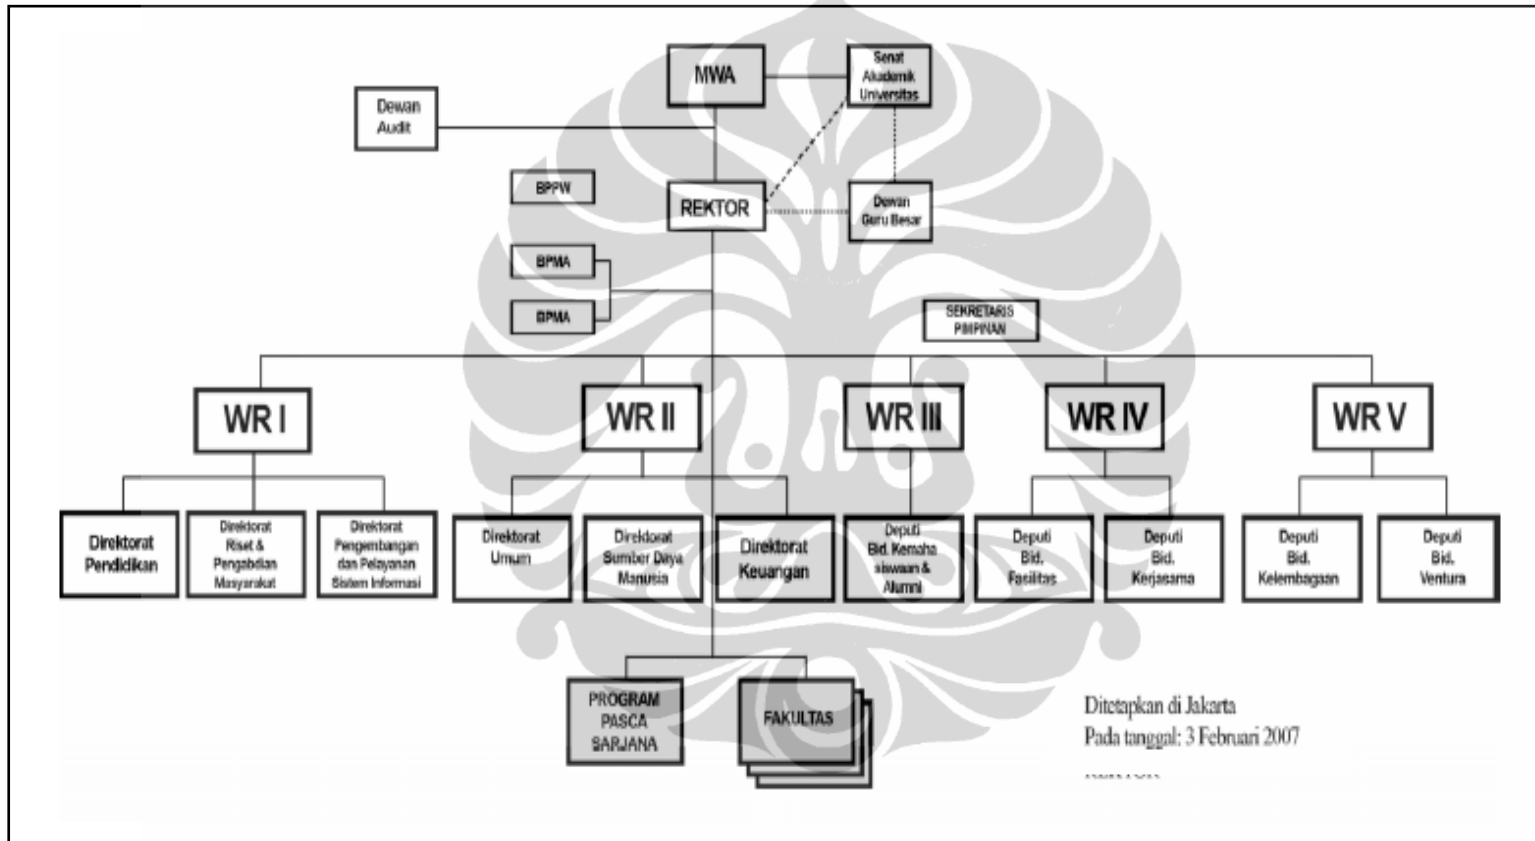 MWA
Senat
Akademik
Universitas
Dewan
Audit
BPPW
REKTOR
Dewan
Guru Besar
BPMA
BPMA
SEKRETARIS
PIMPINAN
WR I
WR II
WR III
WR IV
WR V
Direktorat
Pendidikan
Direktorat
Riset &
Pengabdian
Masyarakat
Direktorat
Pengembangan
dan Pelayanan
Sistem Informasi
Direktorat
Umum
Direktorat
Sumber Daya
Manusia
Direktorat
Keuangan
Deputi
Bid. Kemaha
siswaan &
Alumni
Deputi
Bid.
Fasilitas
Deputi
Bid.
Kerjasama
Deputi
Bid.
Kelembagaan
Deputi
Bid.
Ventura
PROGRAM
PASCA
SARJANA
FAKULTAS
Ditetapkan di Jakarta
Pada tanggal: 3 Februari 2007